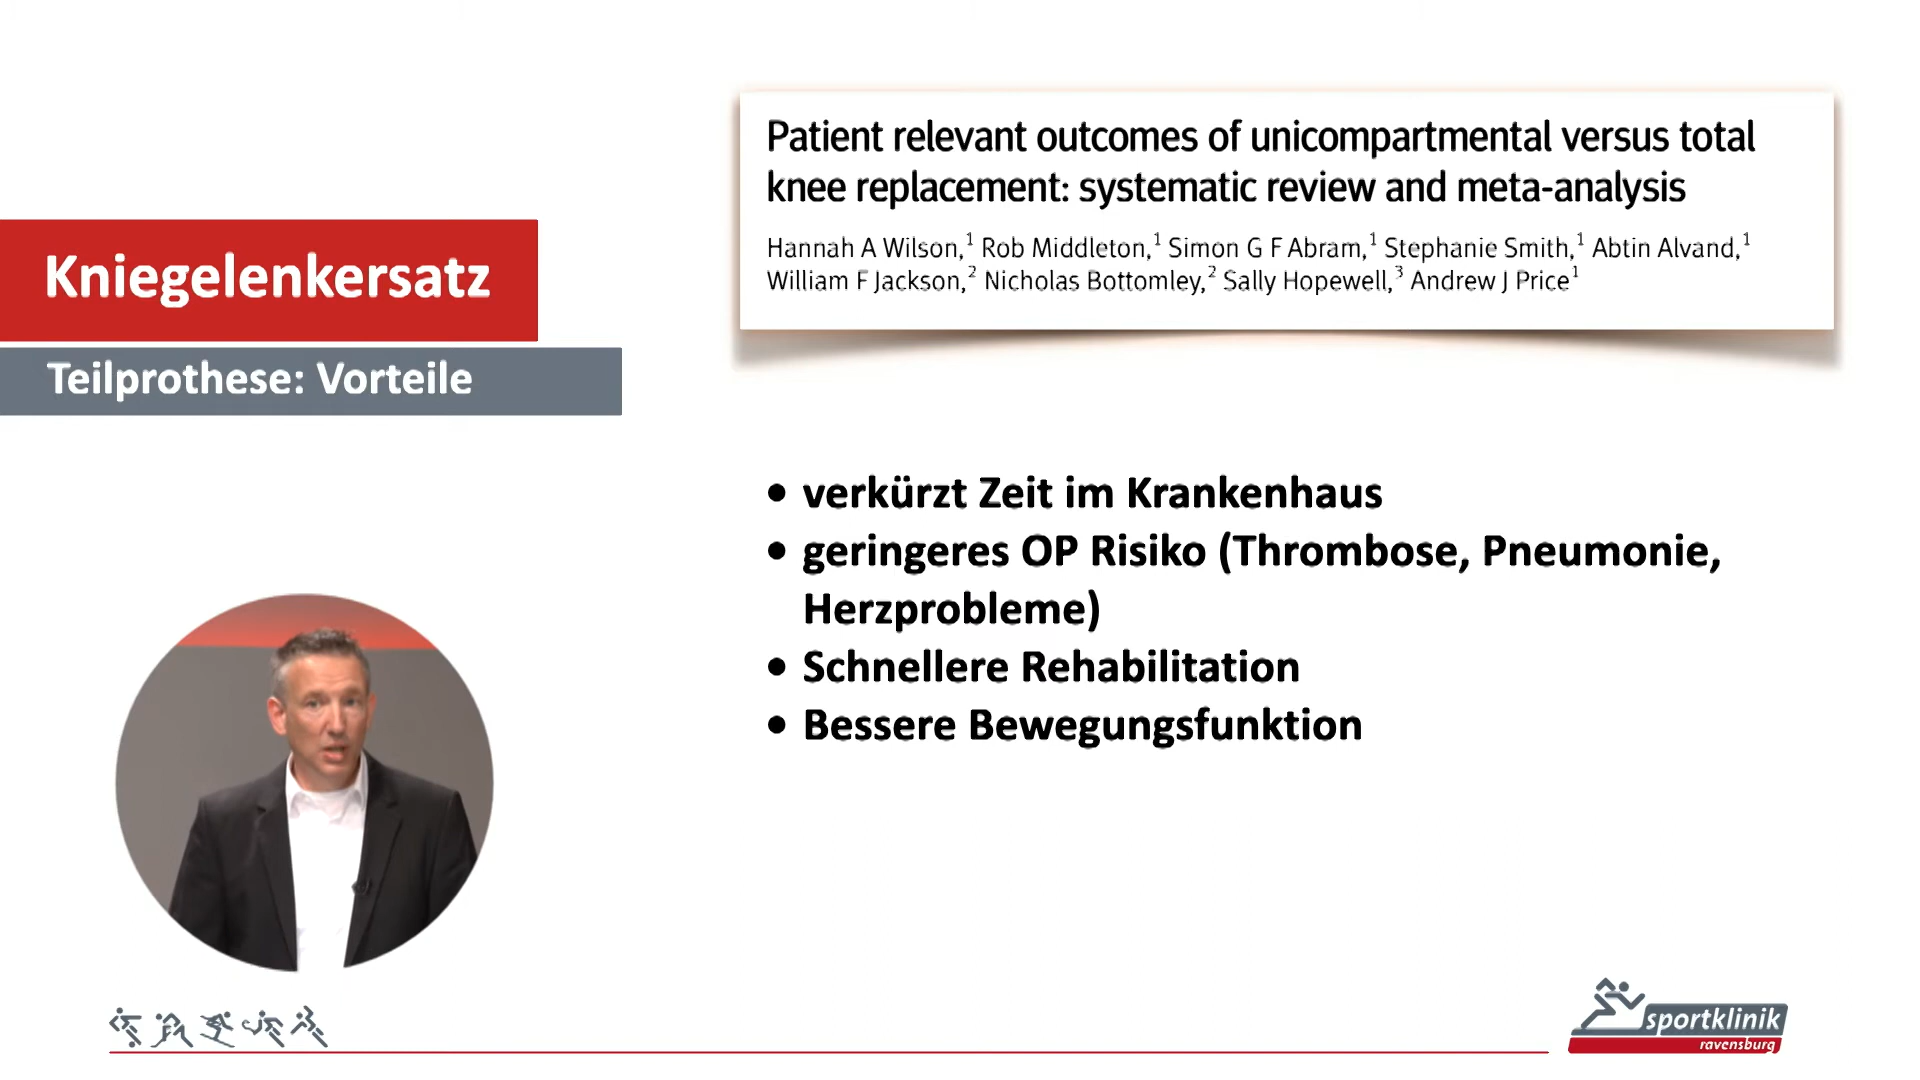 Kniegelenkersatz
Teilprothese: Vorteile
Patient relevant outcomes of unicompartmental versus total
knee replacement: systematic review and meta-analysis
Hannah A Wilson,¹ Rob Middleton,¹ Simon G F Abram,¹ Stephanie Smith,¹ Abtin Alvand,¹
William F Jackson,² Nicholas Bottomley,² Sally Hopewell,³ Andrew J Price¹
• verkürzt Zeit im Krankenhaus
• geringeres OP Risiko (Thrombose, Pneumonie,
Herzprobleme)
• Schnellere Rehabilitation
• Bessere Bewegungsfunktion
sportklinik
ravensburg